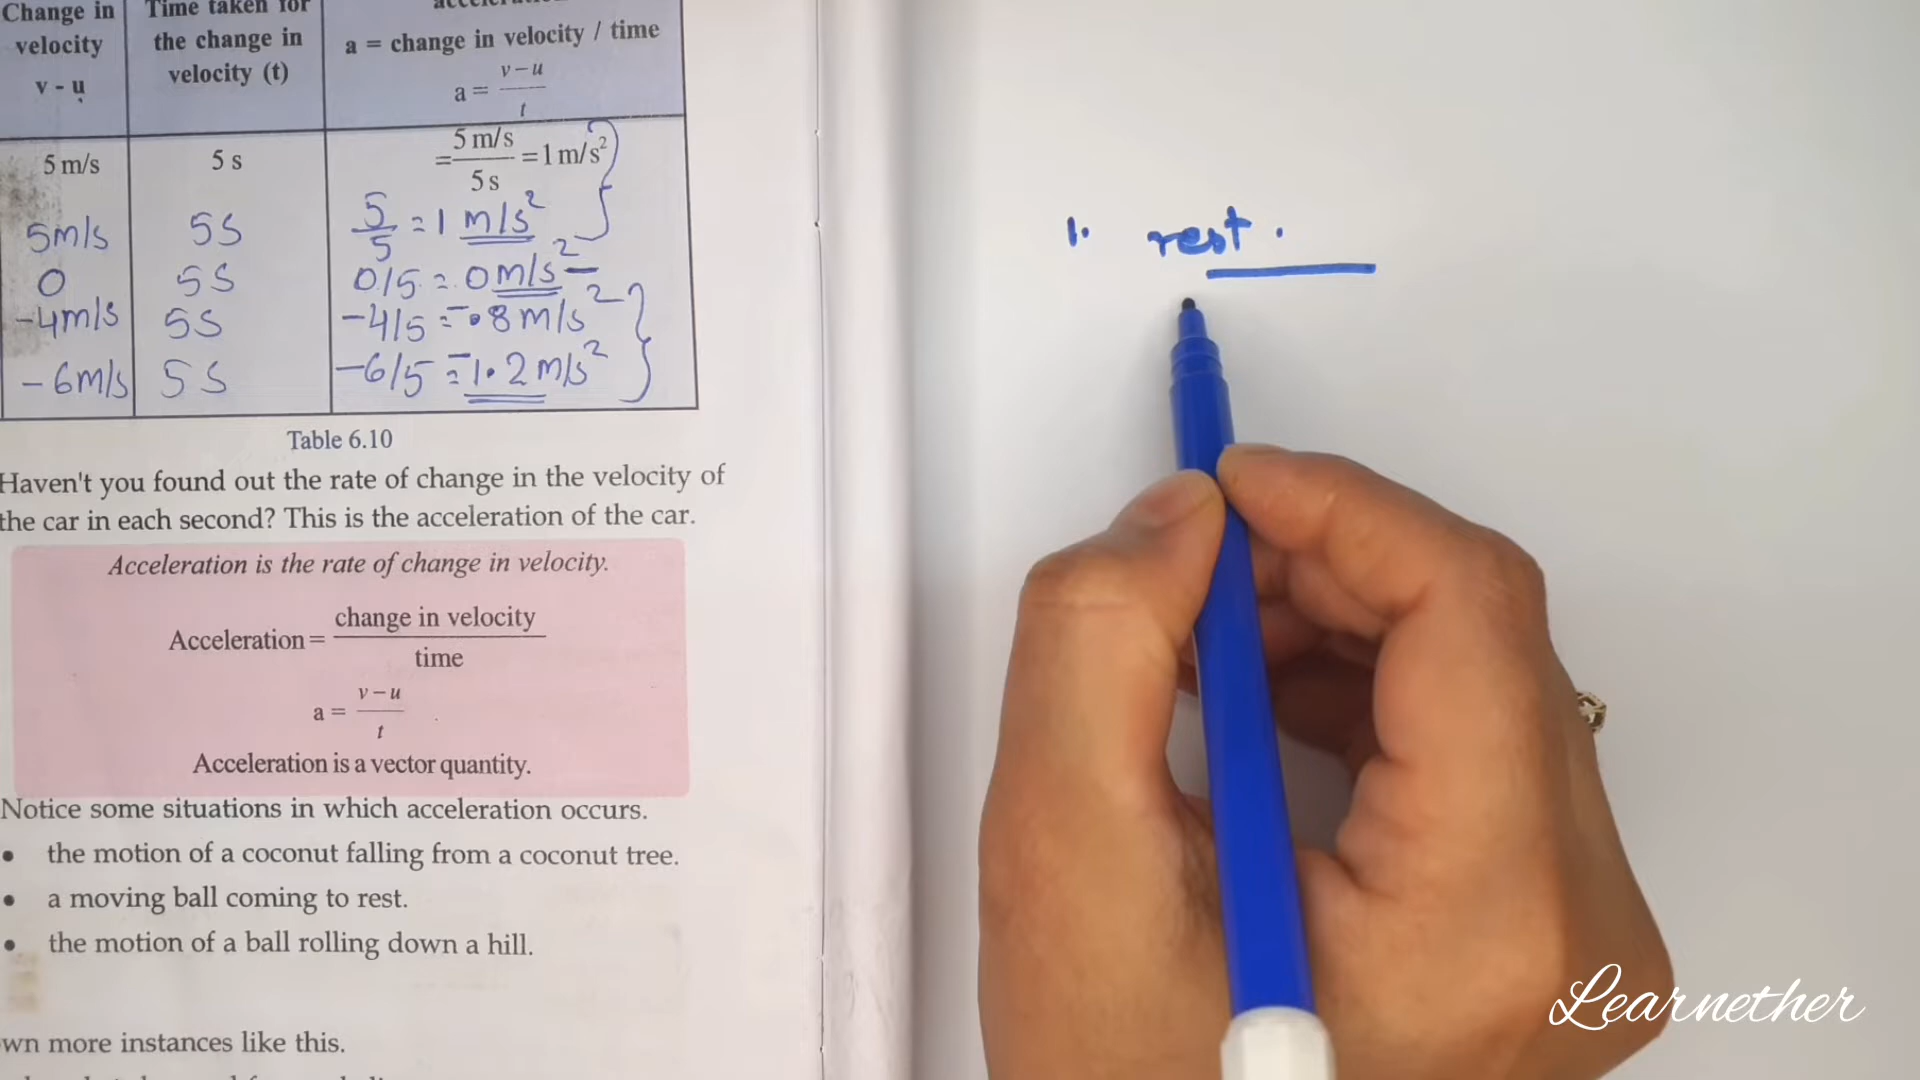 Change in
velocity
v - u
Time taken for
the change in
velocity (t)
a = change in velocity / time
a = v – u / t
5 m/s
5 s
= 5 m/s / 5 s = 1 m/s²
5m/s 5S 5/5 = 1 m/s²
0 5S 0/5 = 0 m/s²
-4m/s 5S -4/5 = -.8 m/s²
-6m/s 5S -6/5 = -1.2 m/s²
Table 6.10
Haven't you found out the rate of change in the velocity of
the car in each second? This is the acceleration of the car.
Acceleration is the rate of change in velocity.
Acceleration = change in velocity / time
a = v – u / t
Acceleration is a vector quantity.
Notice some situations in which acceleration occurs.
• the motion of a coconut falling from a coconut tree.
• a moving ball coming to rest.
• the motion of a ball rolling down a hill.
wn more instances like this.
1. rest.
Learnether